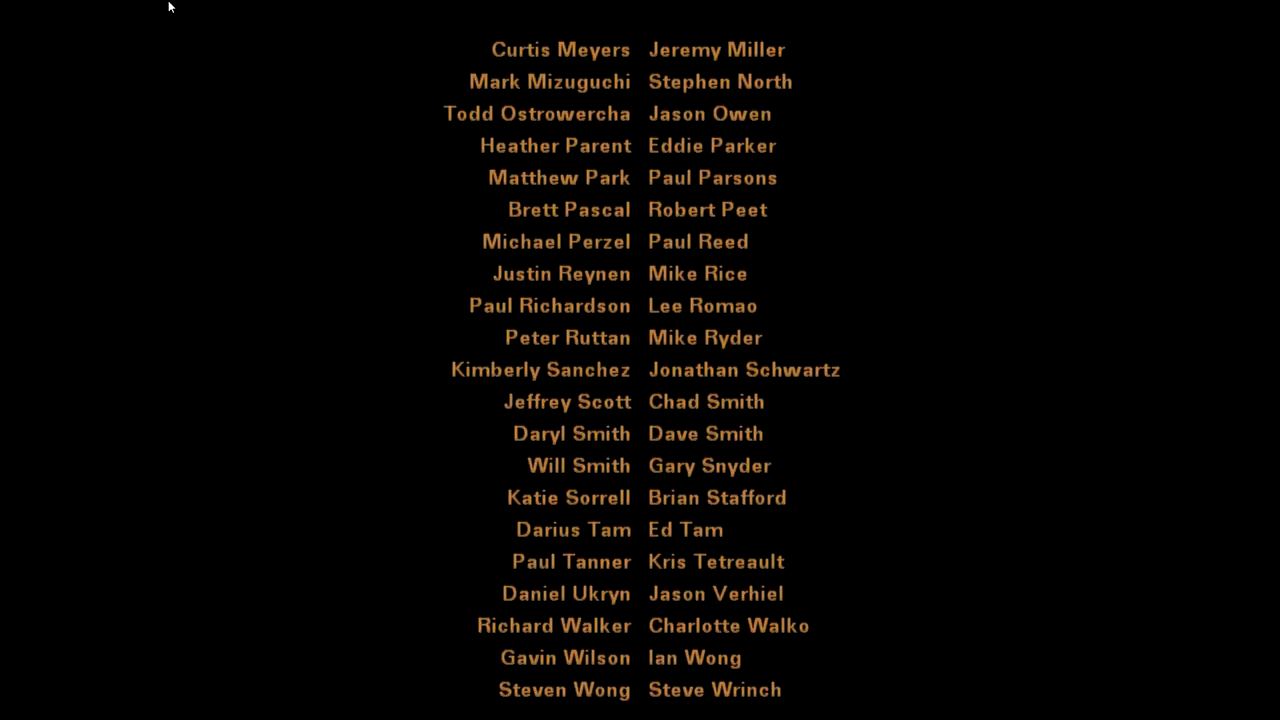 Curtis Meyers Jeremy Miller
Mark Mizuguchi Stephen North
Todd Ostrowercha Jason Owen
Heather Parent Eddie Parker
Matthew Park Paul Parsons
Brett Pascal Robert Peet
Michael Perzel Paul Reed
Justin Reynen Mike Rice
Paul Richardson Lee Romao
Peter Ruttan Mike Ryder
Kimberly Sanchez Jonathan Schwartz
Jeffrey Scott Chad Smith
Daryl Smith Dave Smith
Will Smith Gary Snyder
Katie Sorrell Brian Stafford
Darius Tam Ed Tam
Paul Tanner Kris Tetreault
Daniel Ukryn Jason Verhiel
Richard Walker Charlotte Walko
Gavin Wilson Ian Wong
Steven Wong Steve Wrinch